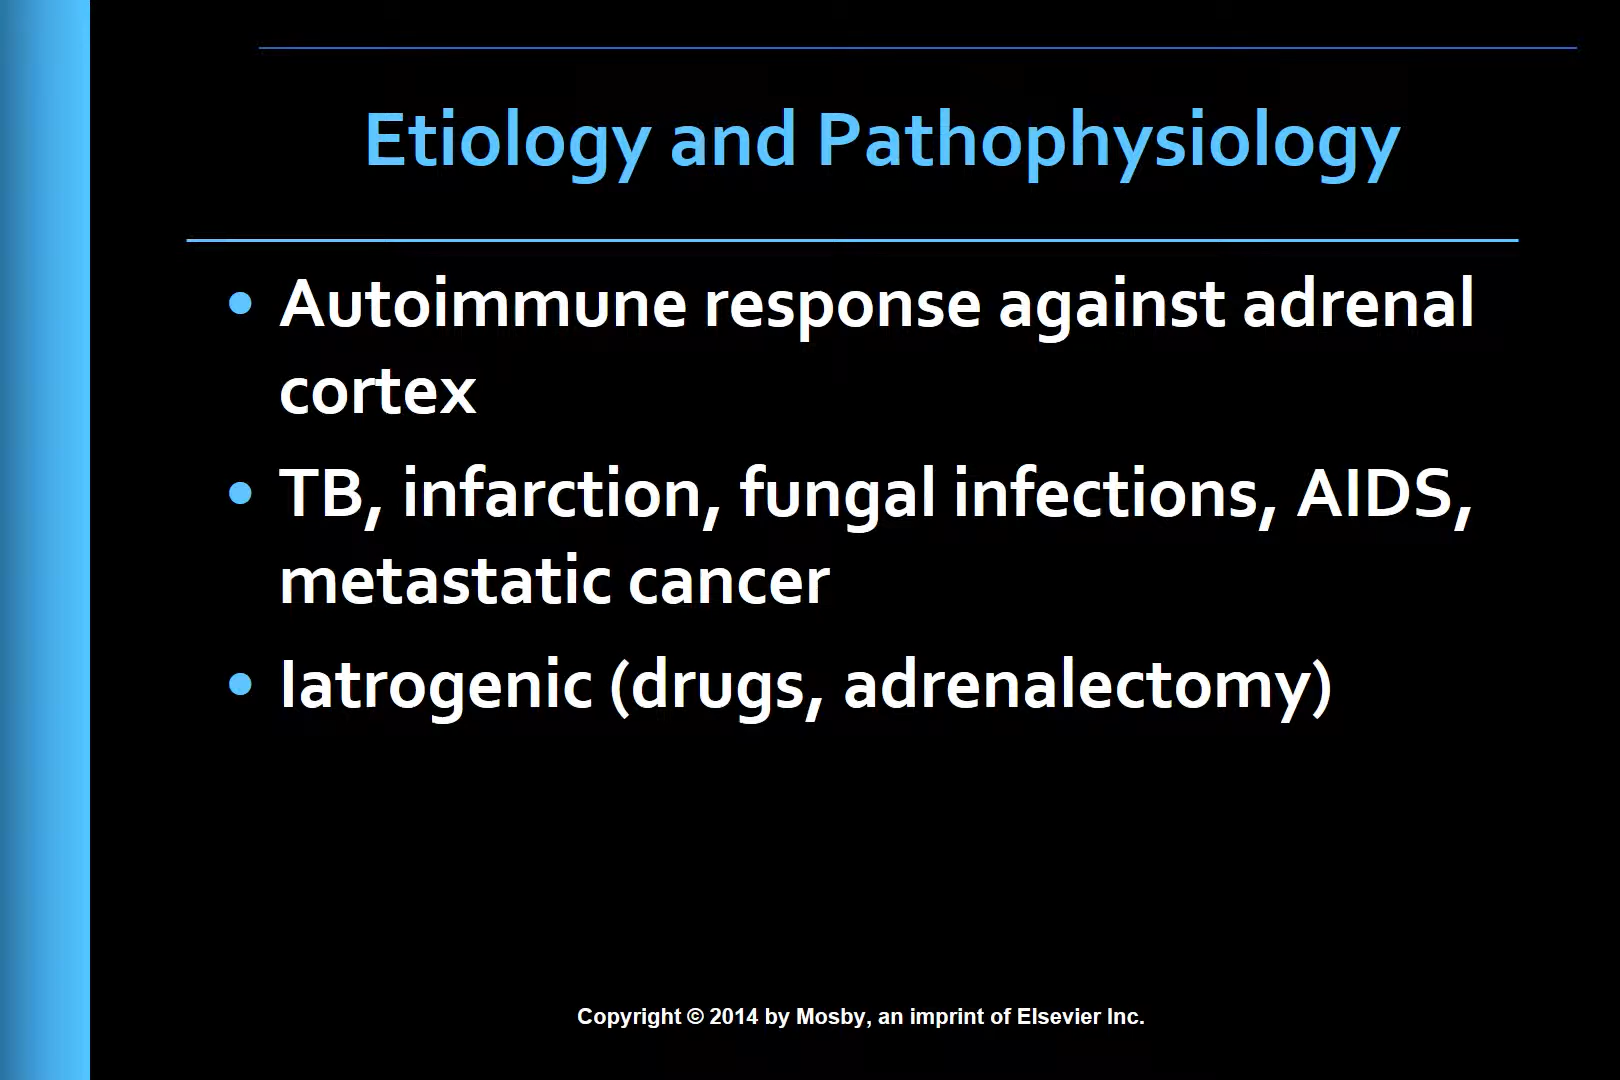 Etiology and Pathophysiology
• Autoimmune response against adrenal
cortex
• TB, infarction, fungal infections, AIDS,
metastatic cancer
• Iatrogenic (drugs, adrenalectomy)
Copyright © 2014 by Mosby, an imprint of Elsevier Inc.